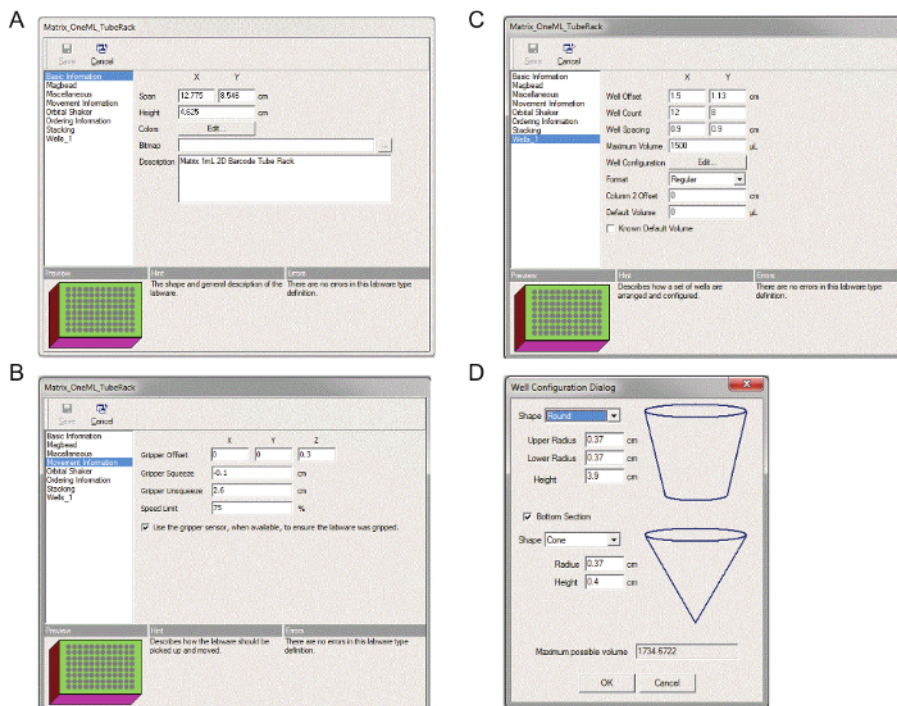 A
Matrix_OneML_TubeRack
Save Cancel
Basic Information
Magbead
Miscellaneous
Movement Information
Orbital Shaker
Ordering Information
Stacking
Wells_1
X Y
Span 12.775 8.546 cm
Height 4.625 cm
Colors Edit...
Bitmap ...
Description Matrix 1mL 2D Barcode Tube Rack
Preview Hint Errors
The shape and general description of the There are no errors in this labware type
labware. definition.
B
Matrix_OneML_TubeRack
Save Cancel
Basic Information
Magbead
Miscellaneous
Movement Information
Orbital Shaker
Ordering Information
Stacking
Wells_1
X Y Z
Gripper Offset 0 0 0.3
Gripper Squeeze -0.1 cm
Gripper Unsqueeze 2.6 cm
Speed Limit 75 %
Use the gripper sensor, when available, to ensure the labware was gripped.
Preview Hint Errors
Describes how the labware should be There are no errors in this labware type
picked up and moved. definition.
C
Matrix_OneML_TubeRack
Save Cancel
Basic Information
Magbead
Miscellaneous
Movement Information
Orbital Shaker
Ordering Information
Stacking
Wells_1
X Y
Well Offset 1.5 1.13 cm
Well Count 12 8
Well Spacing 0.9 0.9 cm
Maximum Volume 1500 µL
Well Configuration Edit...
Format Regular
Column 2 Offset 0 cm
Default Volume 0 µL
Known Default Volume
Preview Hint Errors
Describes how a set of wells are There are no errors in this labware type
arranged and configured. definition.
D
Well Configuration Dialog X
Shape Round
Upper Radius 0.37 cm
Lower Radius 0.37 cm
Height 3.9 cm
Bottom Section
Shape Cone
Radius 0.37 cm
Height 0.4 cm
Maximum possible volume 1734.6722
OK Cancel